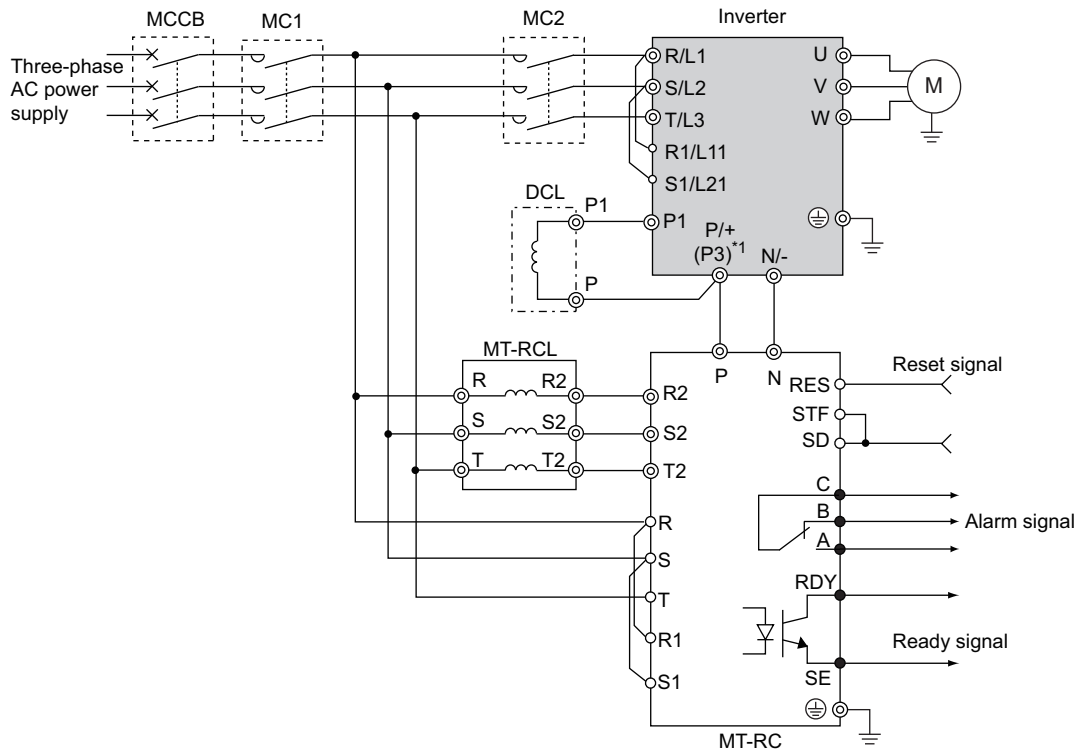 MCCB
MC1
MC2
Inverter
Three-phase
AC power
supply
R/L1
S/L2
T/L3
R1/L11
S1/L21
U
V
W
M
DCL
P1
P
P1
P/+
(P3)*1
N/-
MT-RCL
R
R2
S
S2
T
T2
P
N
R2
S2
T2
R
S
T
R1
S1
RES
Reset signal
STF
SD
C
B
Alarm signal
A
RDY
Ready signal
SE
MT-RC